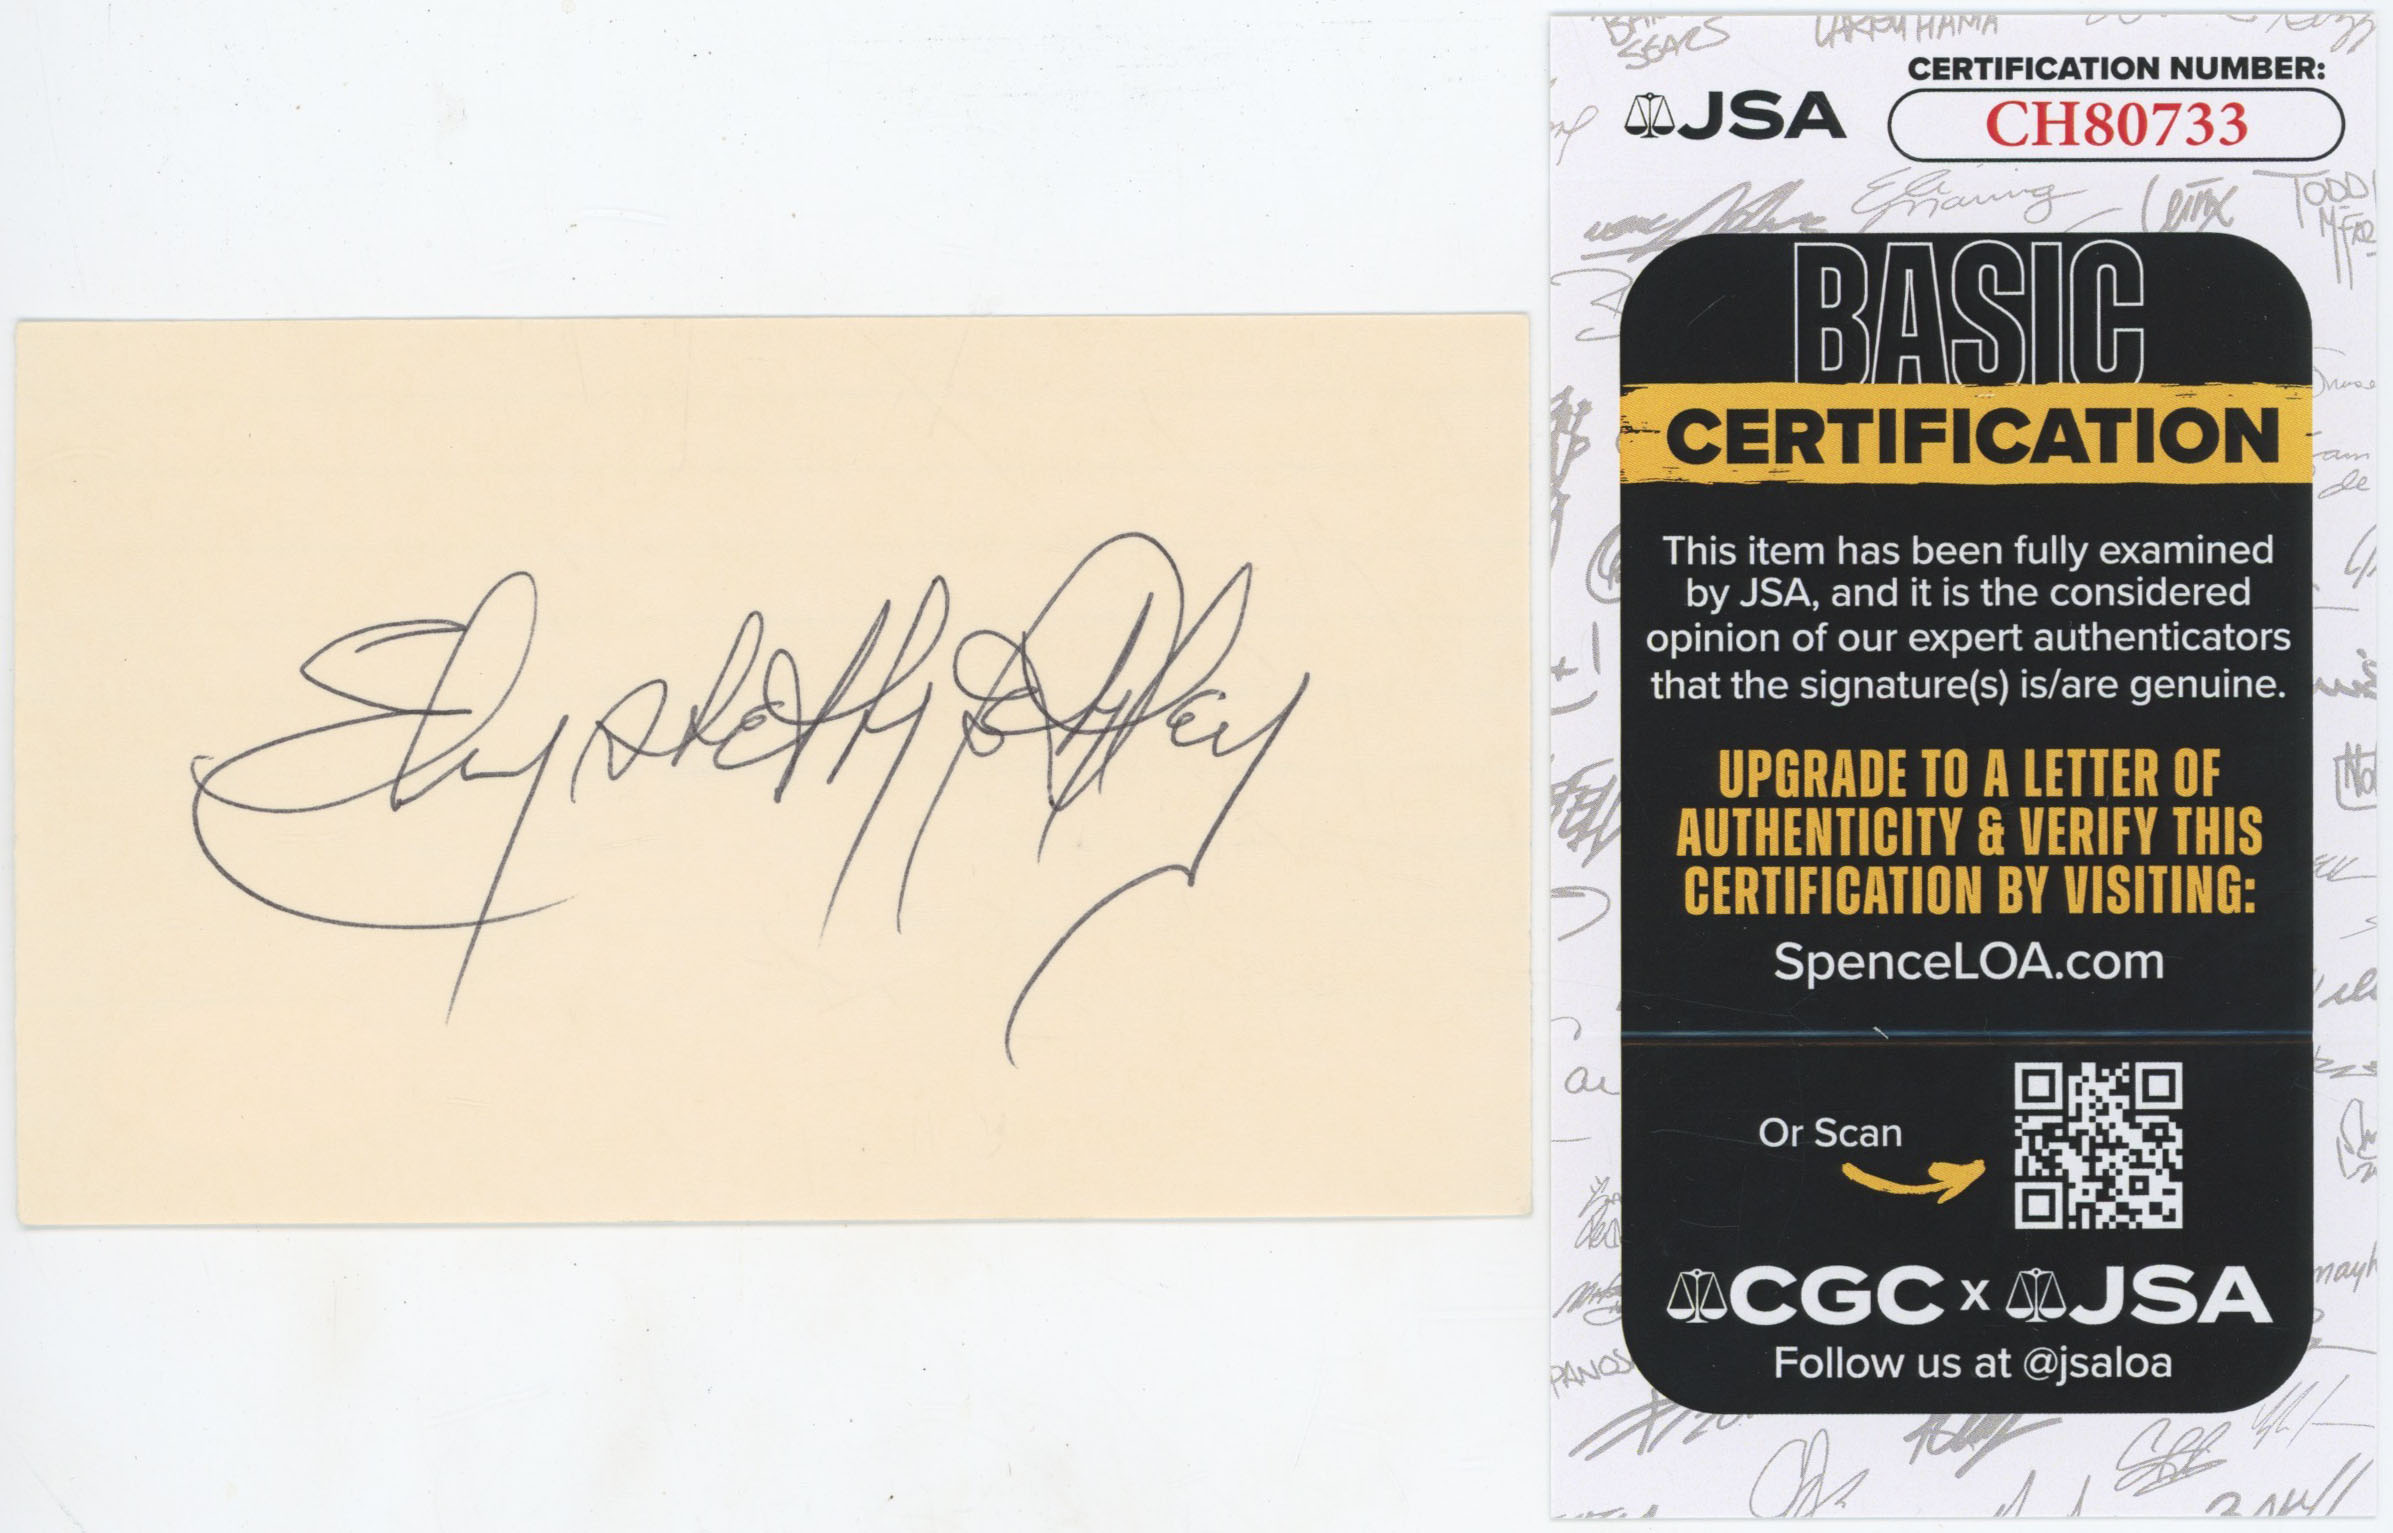 Elizabeth Ashley
CERTIFICATION NUMBER:
JSA
CH80733
BASIC
CERTIFICATION
This item has been fully examined
by JSA, and it is the considered
opinion of our expert authenticators
that the signature(s) is/are genuine.
UPGRADE TO A LETTER OF
AUTHENTICITY & VERIFY THIS
CERTIFICATION BY VISITING:
SpenceLOA.com
Or Scan
CGC x JSA
Follow us at @jsaloa